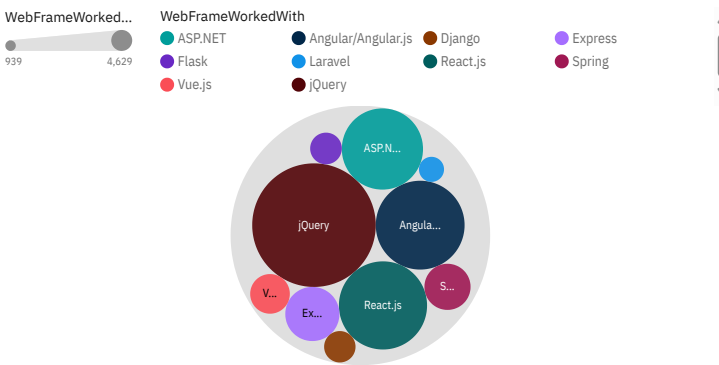 WebFrameWorked...
939 4,629
WebFrameWorkedWith
ASP.NET Angular/Angular.js Django Express
Flask Laravel React.js Spring
Vue.js jQuery
ASP.N...
jQuery Angula...
V... Ex... React.js S...